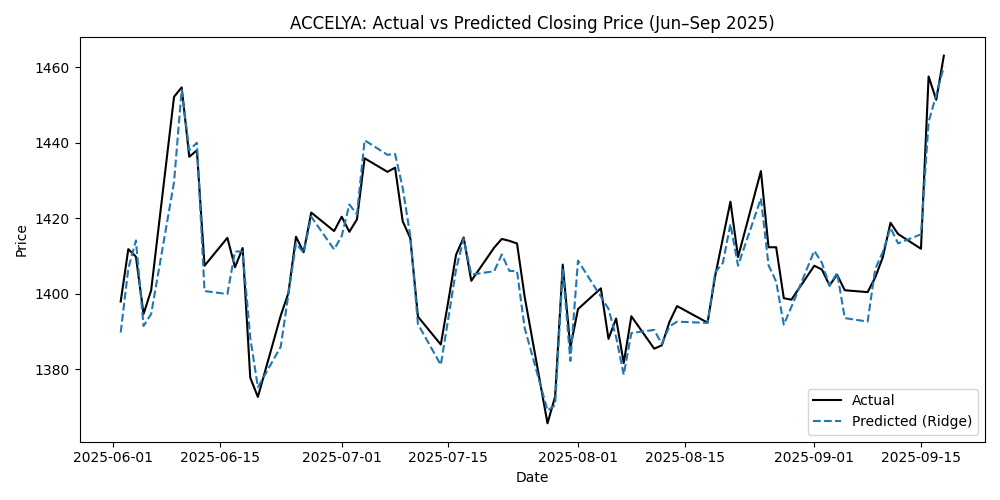 ACCELYA: Actual vs Predicted Closing Price (Jun–Sep 2025)
Price
1460
1440
1420
1400
1380
Actual
Predicted (Ridge)
2025-06-01
2025-06-15
2025-07-01
2025-07-15
2025-08-01
2025-08-15
2025-09-01
2025-09-15
Date